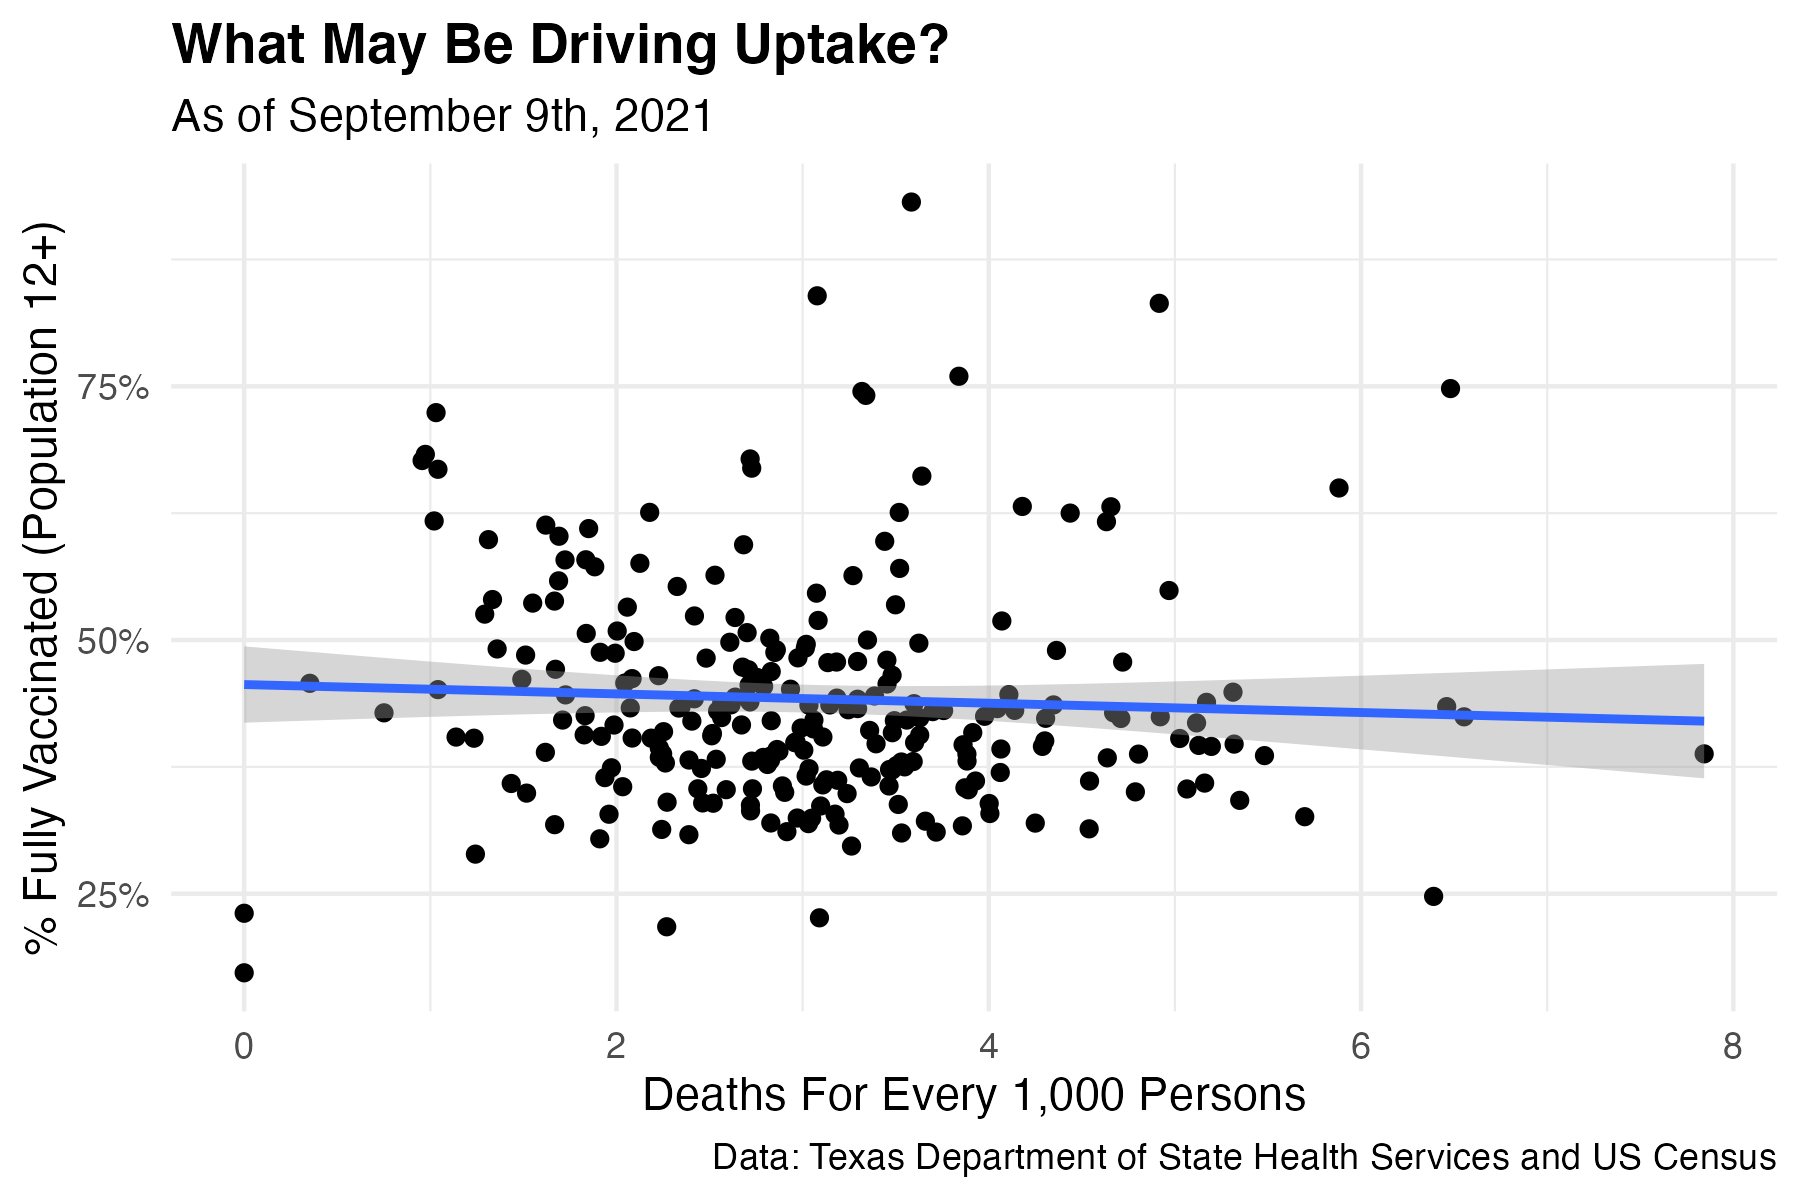 What May Be Driving Uptake?
As of September 9th, 2021
% Fully Vaccinated (Population 12+)
75%
50%
25%
0 2 4 6 8
Deaths For Every 1,000 Persons
Data: Texas Department of State Health Services and US Census